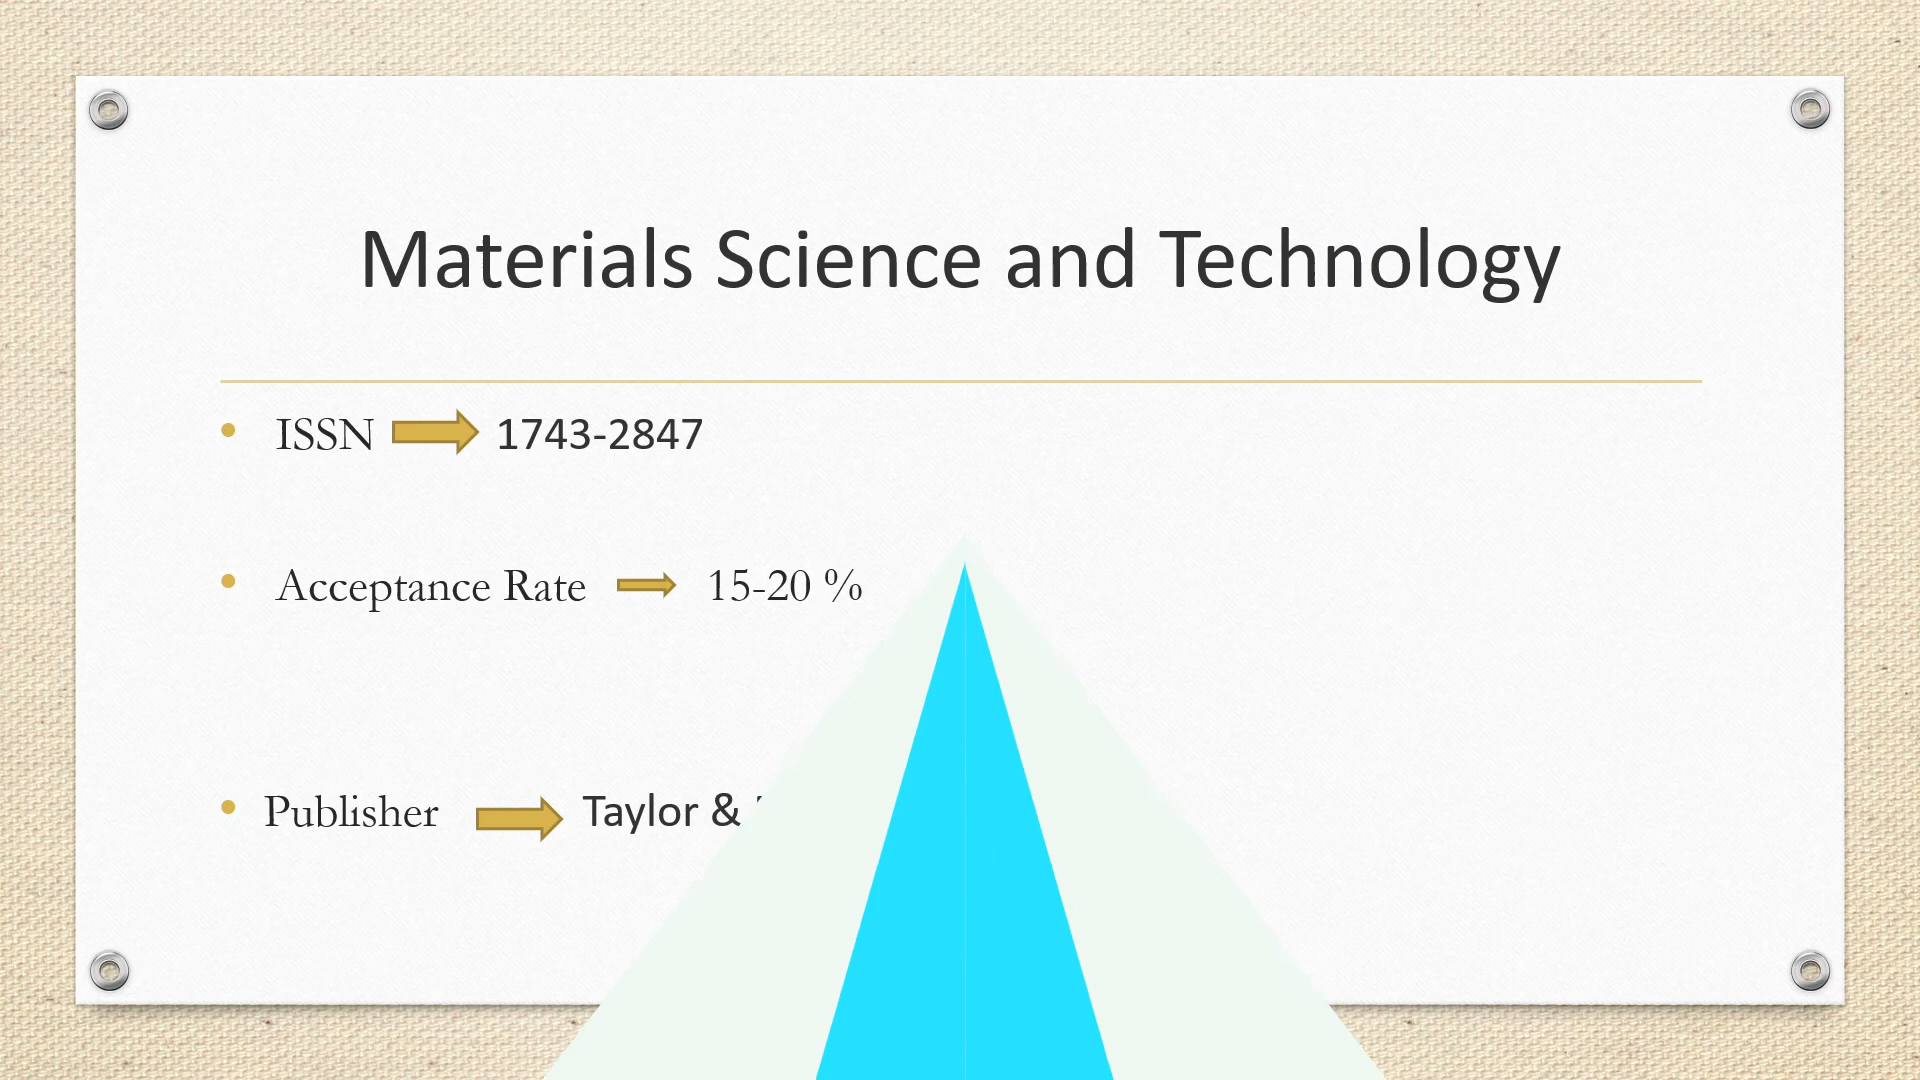 Materials Science and Technology
ISSN 1743-2847
Acceptance Rate 15-20 %
Publisher Taylor &